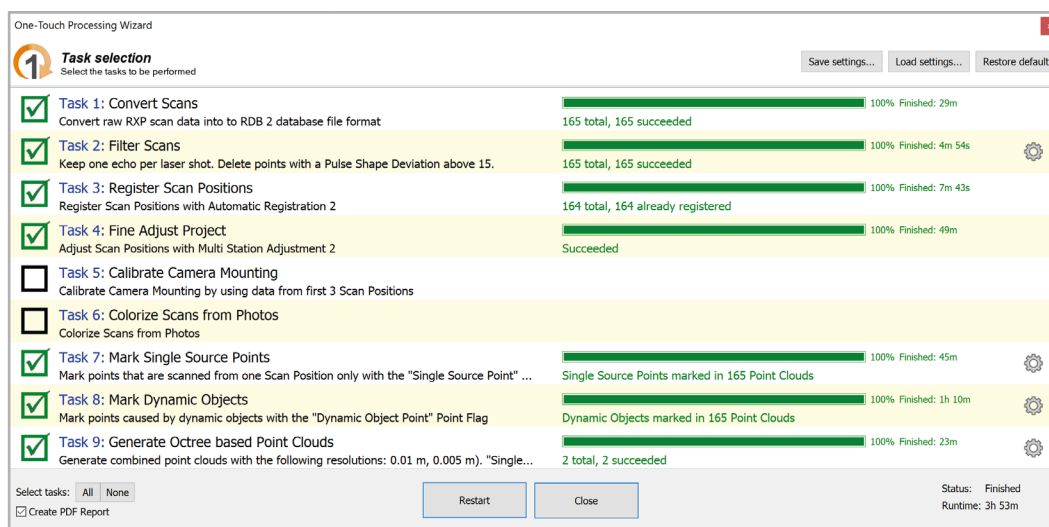 One-Touch Processing Wizard
Task selection
Select the tasks to be performed
Save settings... Load settings... Restore default
Task 1: Convert Scans
Convert raw RXP scan data into to RDB 2 database file format
100% Finished: 29m
165 total, 165 succeeded
Task 2: Filter Scans
Keep one echo per laser shot. Delete points with a Pulse Shape Deviation above 15.
100% Finished: 4m 54s
165 total, 165 succeeded
Task 3: Register Scan Positions
Register Scan Positions with Automatic Registration 2
100% Finished: 7m 43s
164 total, 164 already registered
Task 4: Fine Adjust Project
Adjust Scan Positions with Multi Station Adjustment 2
100% Finished: 49m
Succeeded
Task 5: Calibrate Camera Mounting
Calibrate Camera Mounting by using data from first 3 Scan Positions
Task 6: Colorize Scans from Photos
Colorize Scans from Photos
Task 7: Mark Single Source Points
Mark points that are scanned from one Scan Position only with the "Single Source Point" ...
100% Finished: 45m
Single Source Points marked in 165 Point Clouds
Task 8: Mark Dynamic Objects
Mark points caused by dynamic objects with the "Dynamic Object Point" Point Flag
100% Finished: 1h 10m
Dynamic Objects marked in 165 Point Clouds
Task 9: Generate Octree based Point Clouds
Generate combined point clouds with the following resolutions: 0.01 m, 0.005 m). "Single...
100% Finished: 23m
2 total, 2 succeeded
Select tasks: All None
Create PDF Report
Restart
Close
Status: Finished
Runtime: 3h 53m